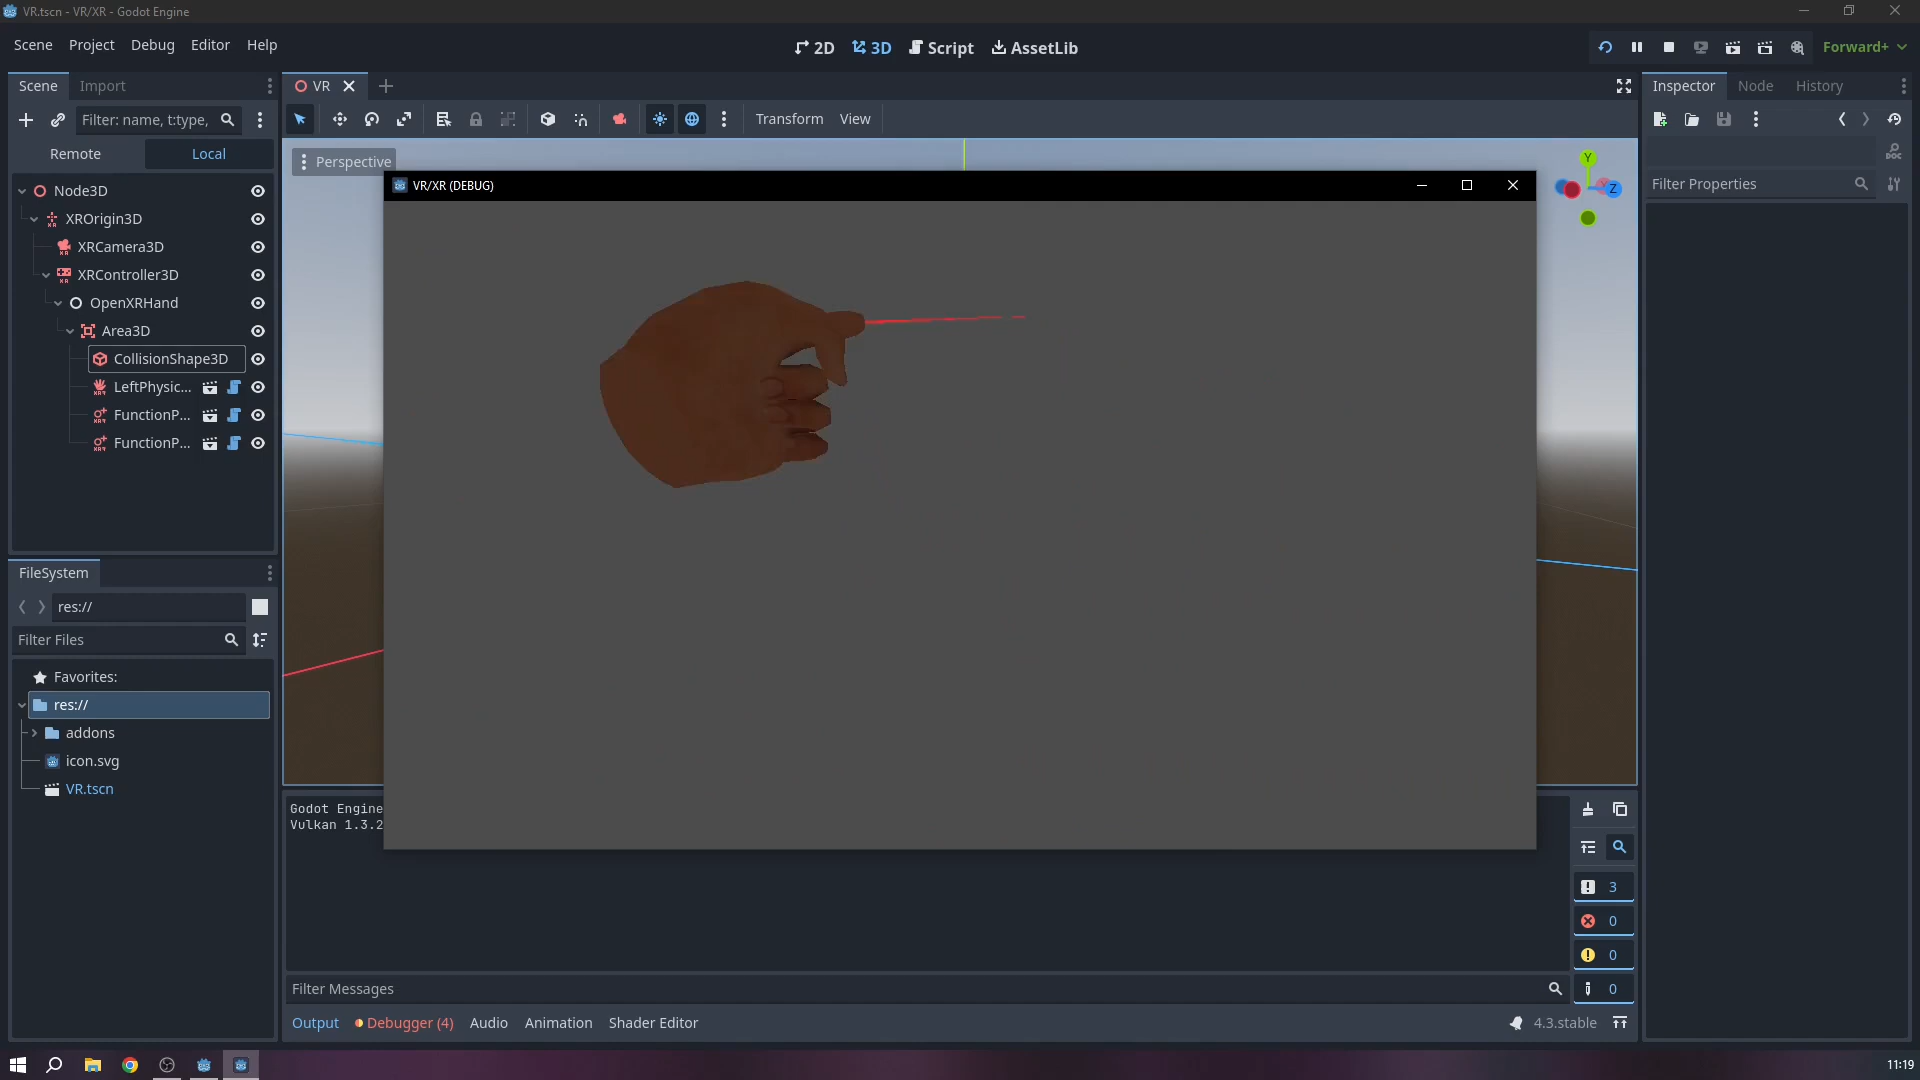 VR.tscn - VR/XR - Godot Engine
Scene Project Debug Editor Help
2D 3D Script AssetLib
Forward+
Scene Import
VR
Inspector Node History
Filter: name, t:type,
Transform View
Remote Local
Perspective
Y
Z
Filter Properties
VR/XR (DEBUG)
Node3D
XROrigin3D
XRCamera3D
XRController3D
OpenXRHand
Area3D
CollisionShape3D
LeftPhysic...
FunctionP...
FunctionP...
FileSystem
res://
Filter Files
Favorites:
res://
addons
icon.svg
VR.tscn
Godot Engine
Vulkan 1.3.2
3
0
0
0
Filter Messages
Output Debugger (4) Audio Animation Shader Editor
4.3.stable
11:19